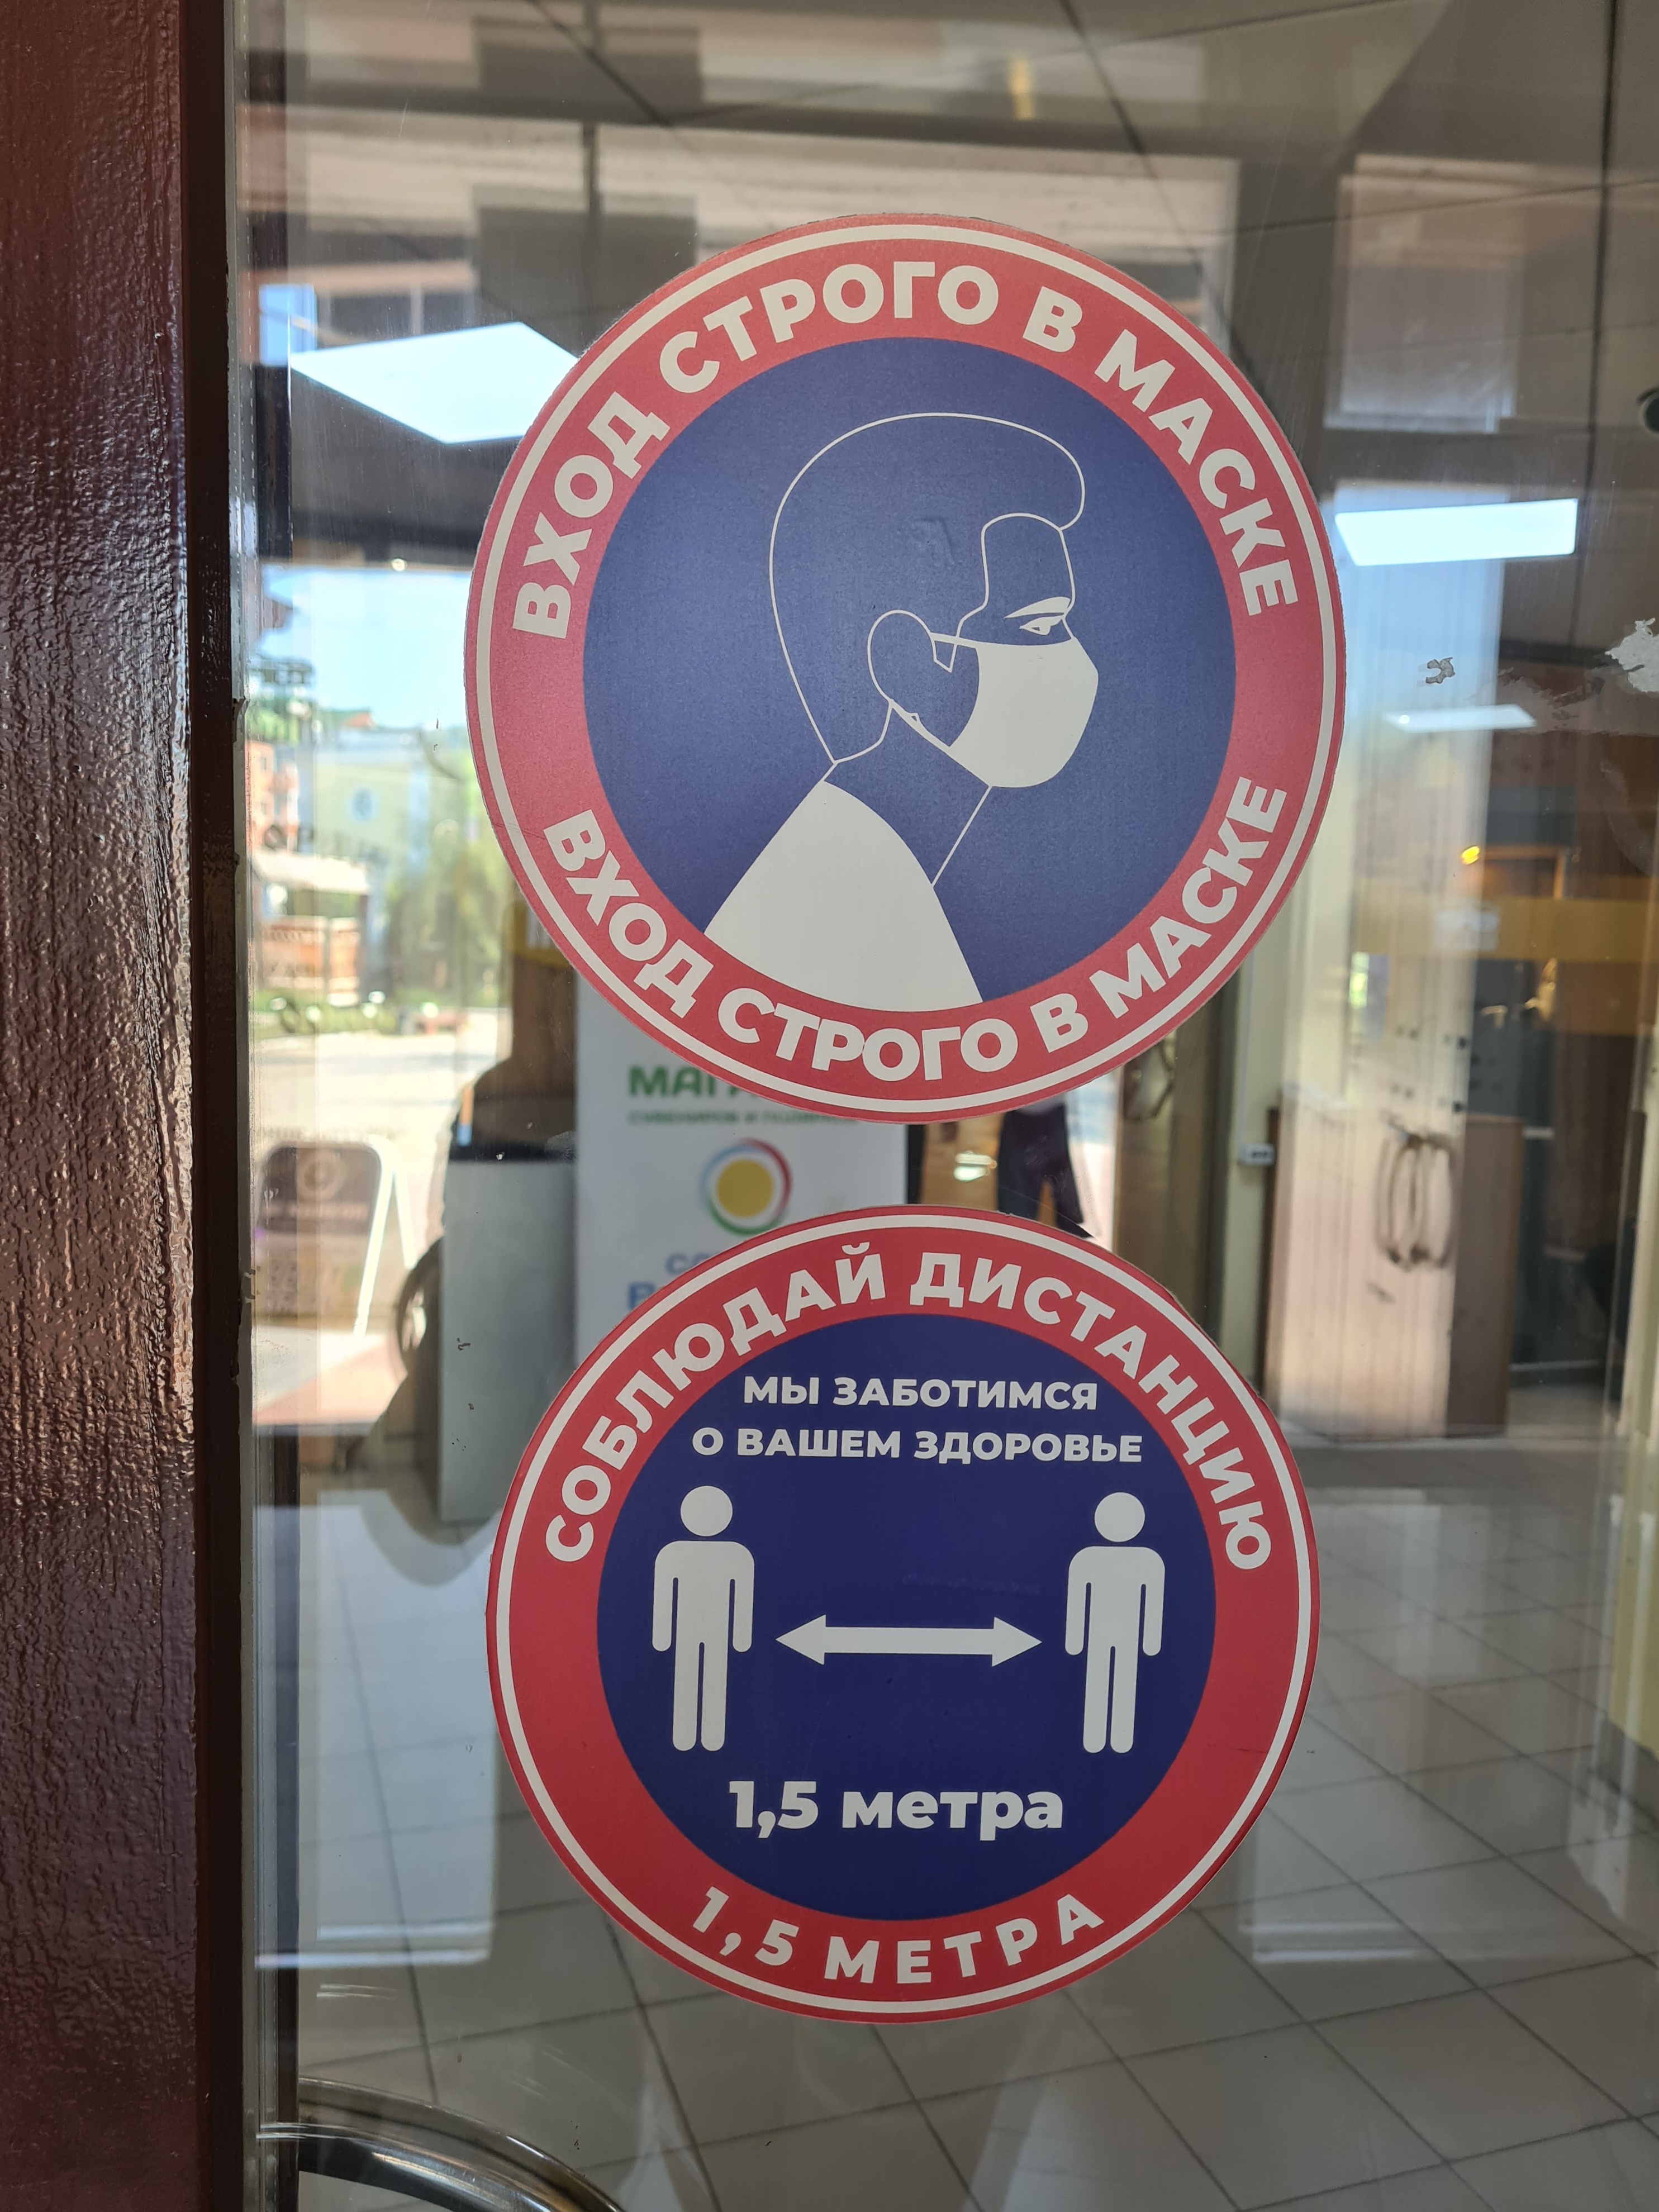 ВХОД СТРОГО В МАСКЕ
ВХОД СТРОГО В МАСКЕ
СОБЛЮДАЙ ДИСТАНЦИЮ
МЫ ЗАБОТИМСЯ
О ВАШЕМ ЗДОРОВЬЕ
1,5 метра
1,5 МЕТРА